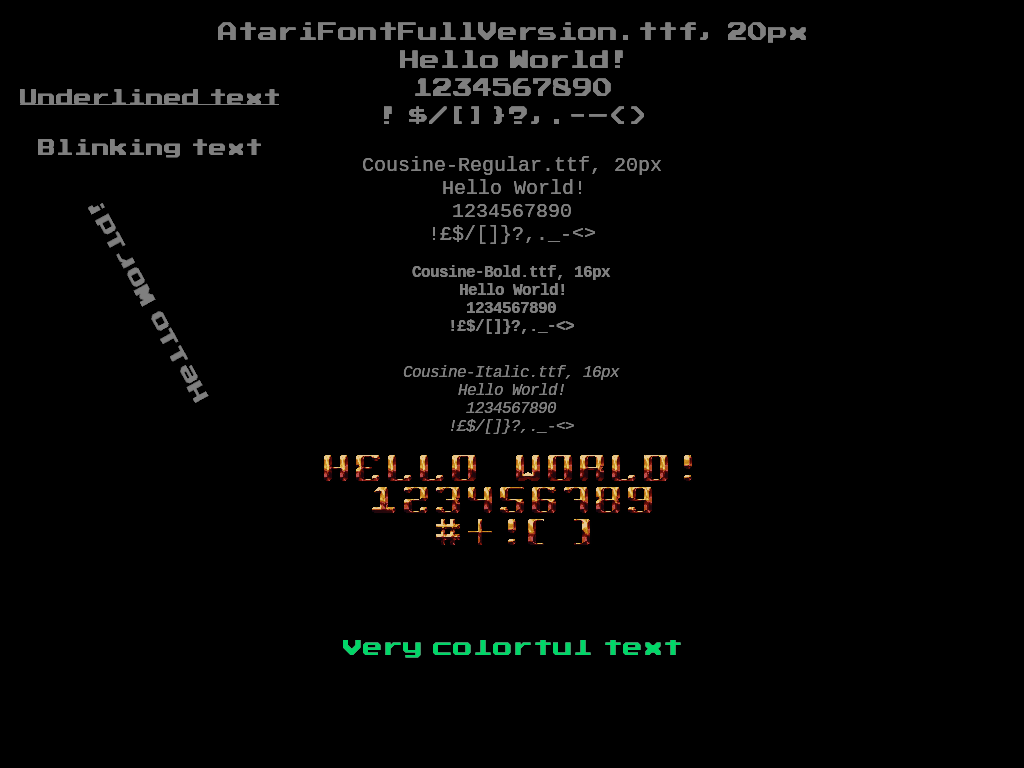 AtariFontFullVersion.ttf, 20px
Hello World!
1234567890
! $/[]}?,.--<>
Underlined text
Blinking text
Cousine-Regular.ttf, 20px
Hello World!
1234567890
!£$/[]}?,._-<>
Hello World!
Cousine-Bold.ttf, 16px
Hello World!
1234567890
!£$/[]}?,._-<>
Cousine-Italic.ttf, 16px
Hello World!
1234567890
!£$/[]}?,._-<>
HELLO WORLD!
123456789
#+![ ]
Very colorful text